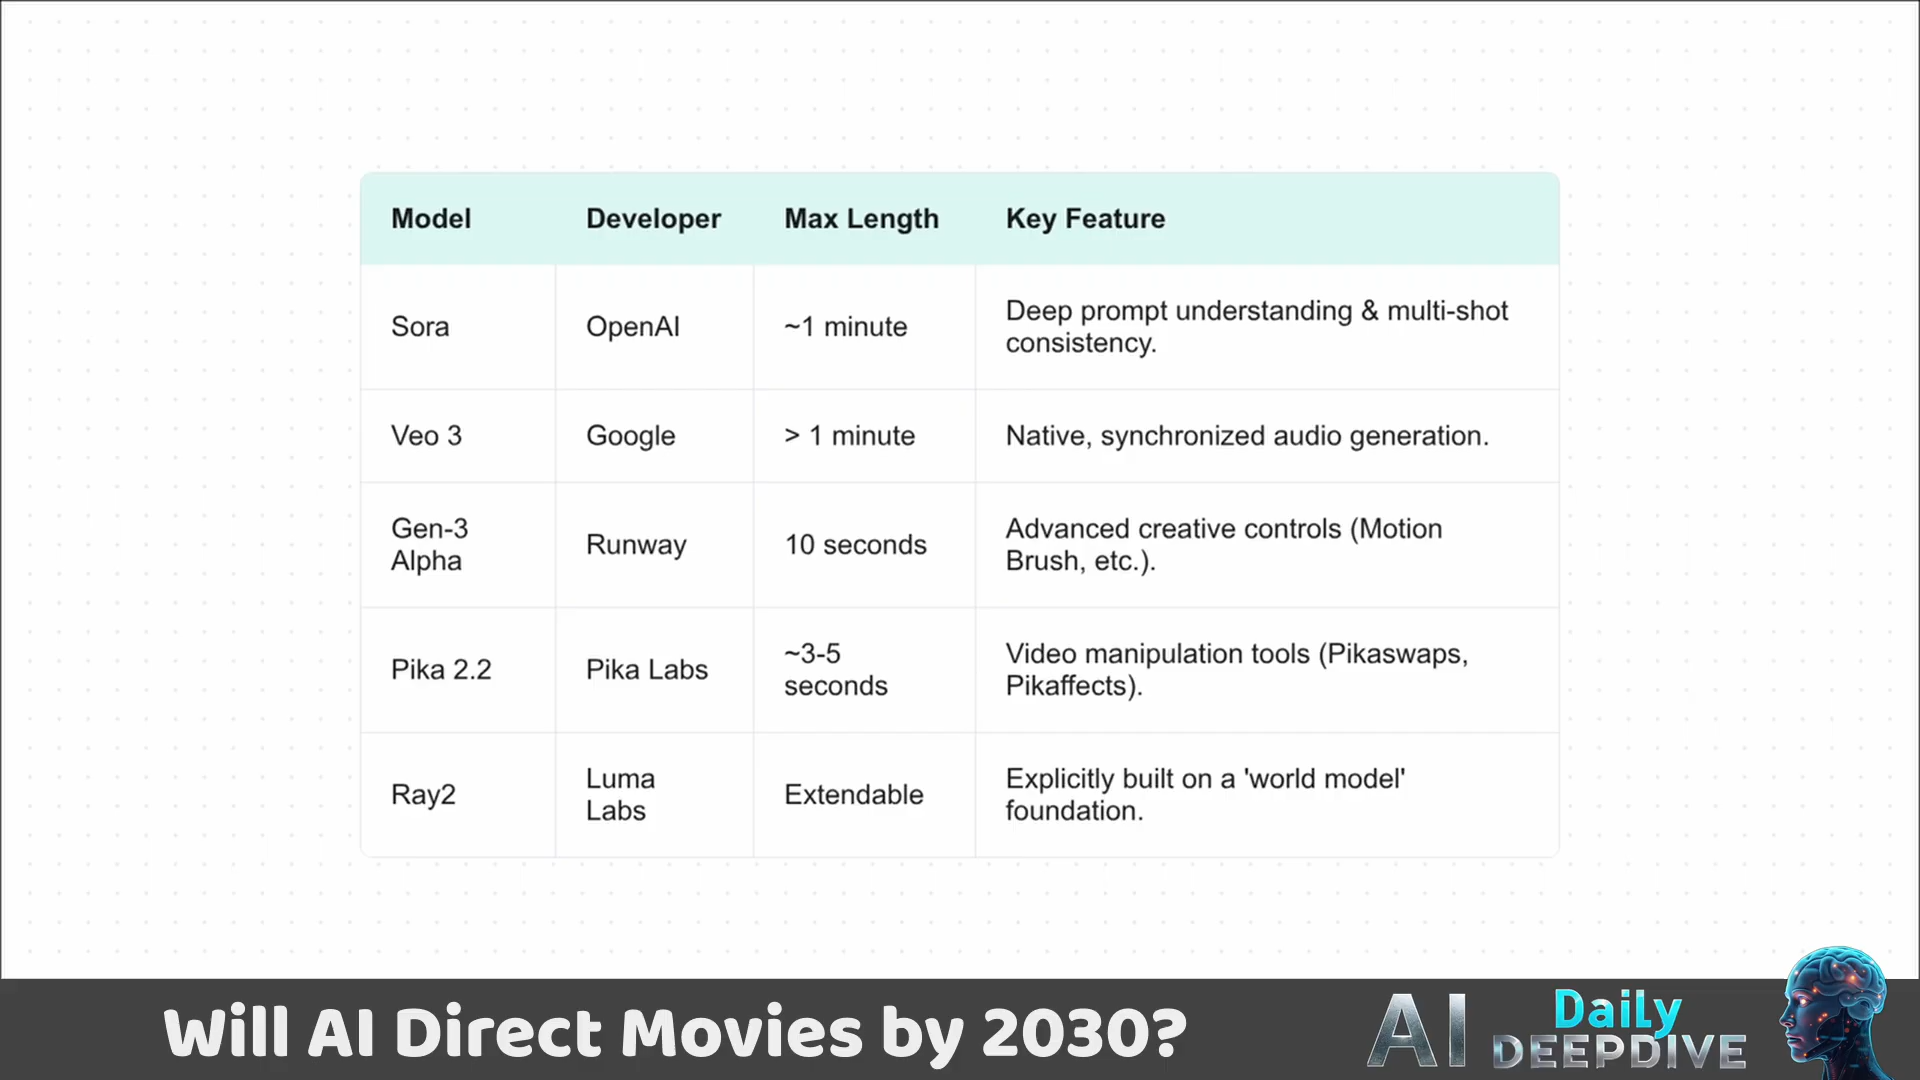 Model Developer Max Length Key Feature
Sora OpenAI ~1 minute Deep prompt understanding & multi-shot
consistency.
Veo 3 Google > 1 minute Native, synchronized audio generation.
Gen-3
Alpha Runway 10 seconds Advanced creative controls (Motion
Brush, etc.).
Pika 2.2 Pika Labs ~3-5
seconds Video manipulation tools (Pikaswaps,
Pikaffects).
Ray2 Luma
Labs Extendable Explicitly built on a 'world model'
foundation.
Will AI Direct Movies by 2030?
AI Daily
DEEPDIVE